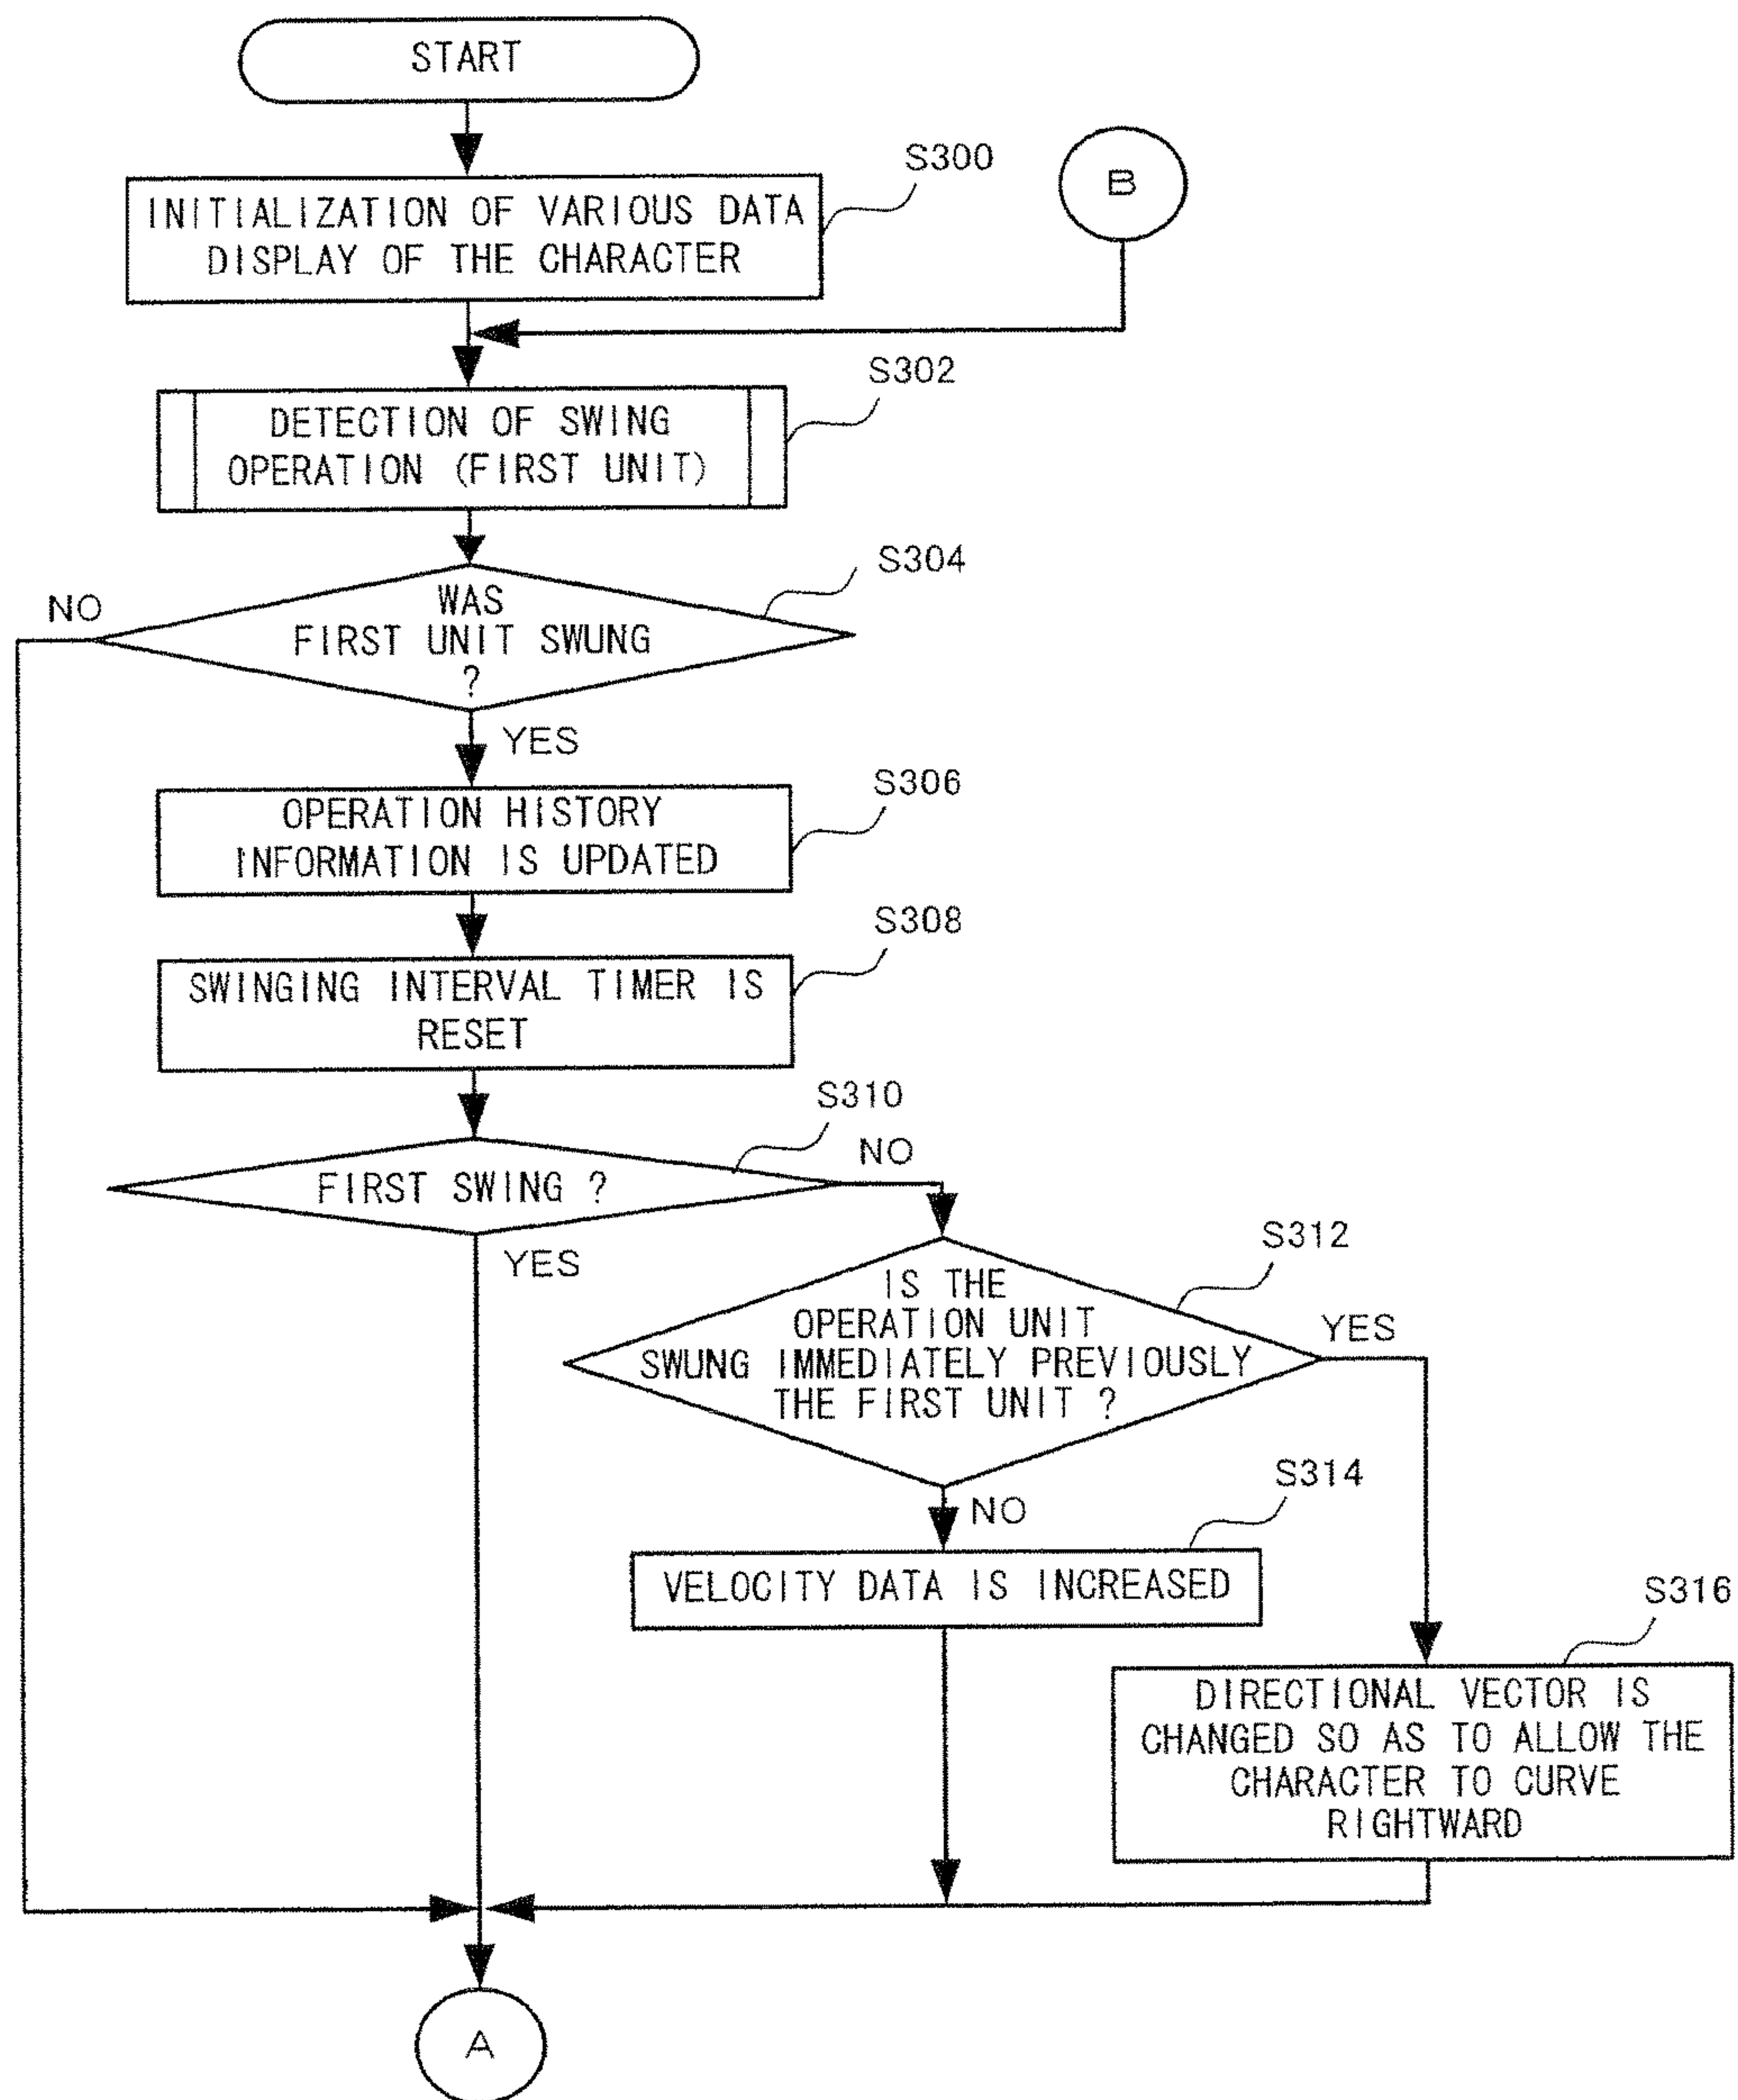 START
S300
B
INITIALIZATION OF VARIOUS DATA
DISPLAY OF THE CHARACTER
S302
DETECTION OF SWING
OPERATION (FIRST UNIT)
S304
NO
WAS
FIRST UNIT SWUNG
?
YES
S306
OPERATION HISTORY
INFORMATION IS UPDATED
S308
SWINGING INTERVAL TIMER IS
RESET
S310
NO
FIRST SWING ?
YES
S312
IS THE
OPERATION UNIT
SWUNG IMMEDIATELY PREVIOUSLY
THE FIRST UNIT ?
YES
S314
NO
VELOCITY DATA IS INCREASED
S316
DIRECTIONAL VECTOR IS
CHANGED SO AS TO ALLOW THE
CHARACTER TO CURVE
RIGHTWARD
A